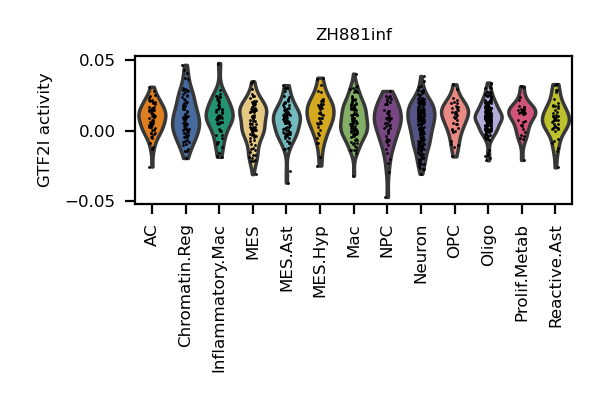 ZH881inf
GTF2I activity
0.05
0.00
−0.05
AC
Chromatin.Reg
Inflammatory.Mac
MES
MES.Ast
MES.Hyp
Mac
NPC
Neuron
OPC
Oligo
Prolif.Metab
Reactive.Ast